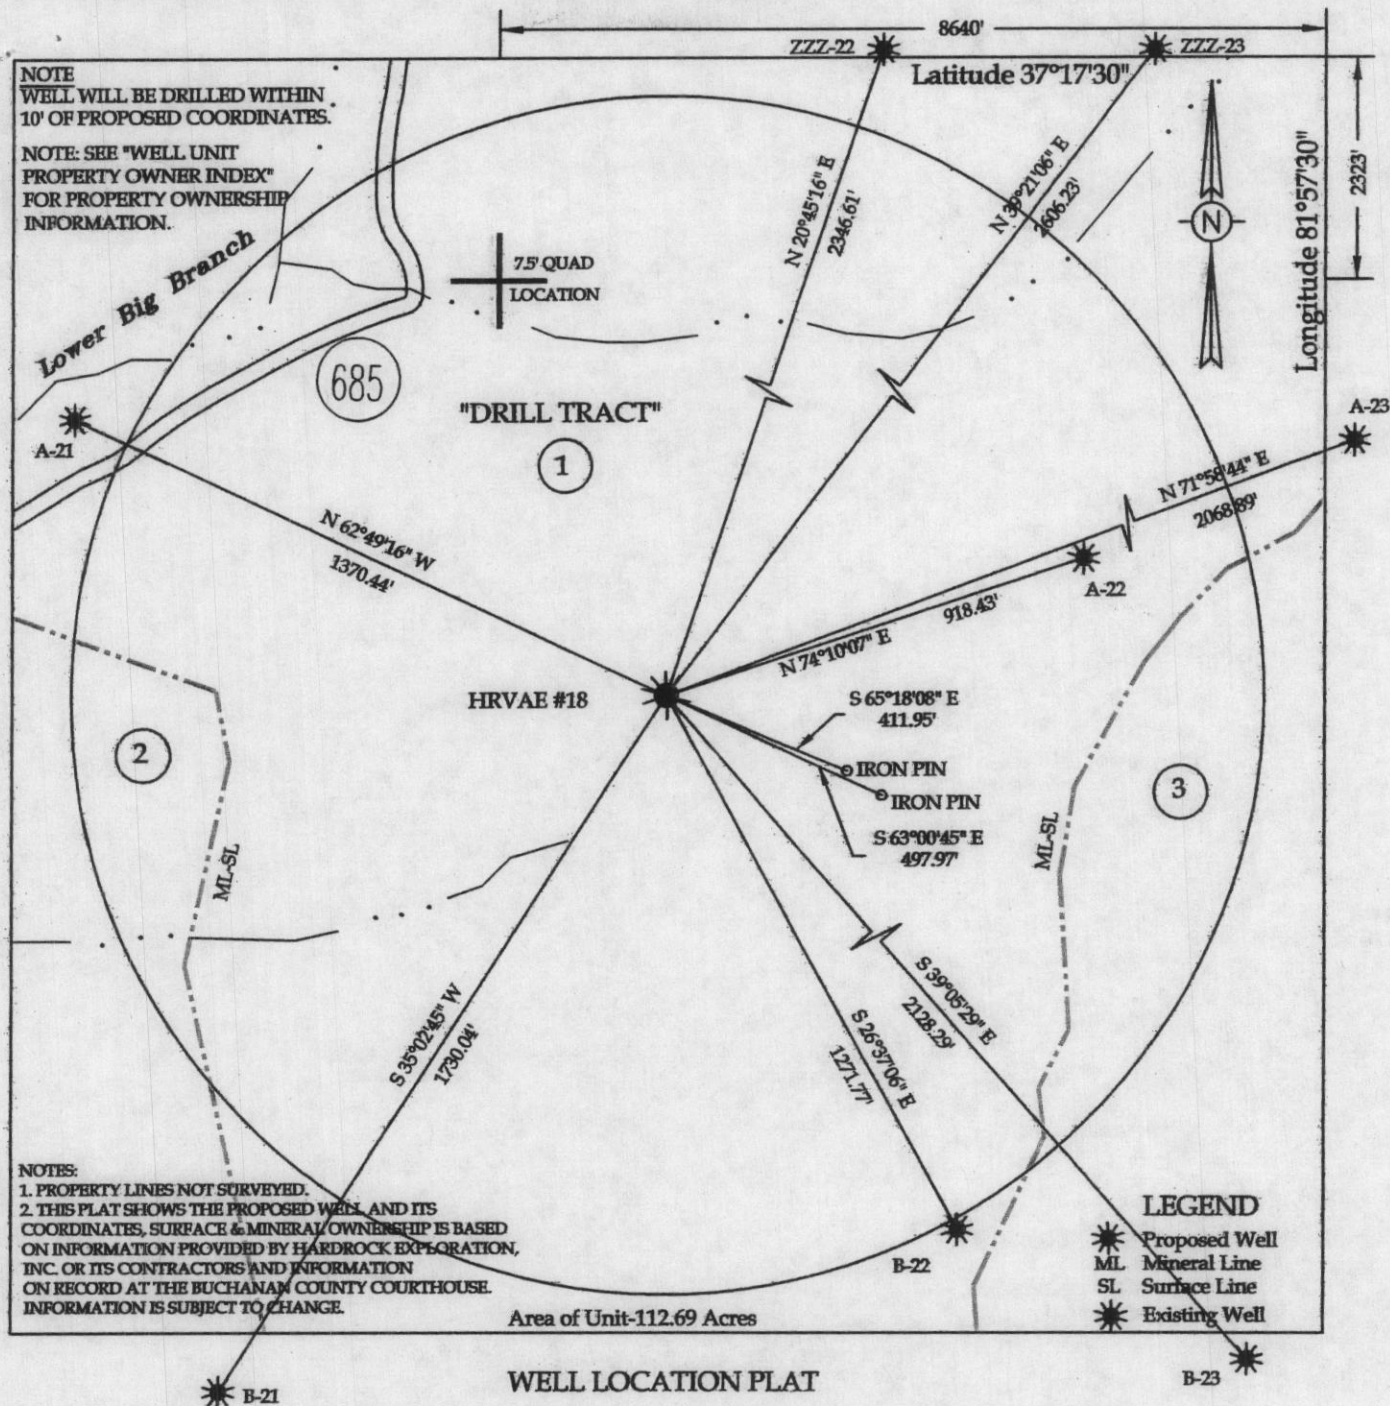 8640'
ZZZ-22
ZZZ-23
Latitude 37°17'30"
NOTE
WELL WILL BE DRILLED WITHIN
10' OF PROPOSED COORDINATES.
NOTE: SEE "WELL UNIT
PROPERTY OWNER INDEX"
FOR PROPERTY OWNERSHIP
INFORMATION.
Longitude 81°57'30"
2323'
N 20°45'16" E
2346.61'
N 39°21'06" E
2606.23'
N
Lower Big Branch
7.5' QUAD
LOCATION
685
"DRILL TRACT"
1
A-21
A-23
N 62°49'16" W
1370.44'
N 71°58'44" E
2068.89'
A-22
918.43'
N 74°10'07" E
HRVAE #18
S 65°18'08" E
411.95'
IRON PIN
IRON PIN
S 63°00'45" E
497.97'
2
3
ML-SL
ML-SL
S 35°02'45" W
1730.04'
S 39°05'29" E
2128.29'
S 26°37'06" E
1271.77'
NOTES:
1. PROPERTY LINES NOT SURVEYED.
2. THIS PLAT SHOWS THE PROPOSED WELL AND ITS
COORDINATES, SURFACE & MINERAL OWNERSHIP IS BASED
ON INFORMATION PROVIDED BY HARDROCK EXPLORATION,
INC. OR ITS CONTRACTORS AND INFORMATION
ON RECORD AT THE BUCHANAN COUNTY COURTHOUSE.
INFORMATION IS SUBJECT TO CHANGE.
B-22
LEGEND
Proposed Well
ML Mineral Line
SL Surface Line
Existing Well
Area of Unit-112.69 Acres
B-21
WELL LOCATION PLAT
B-23